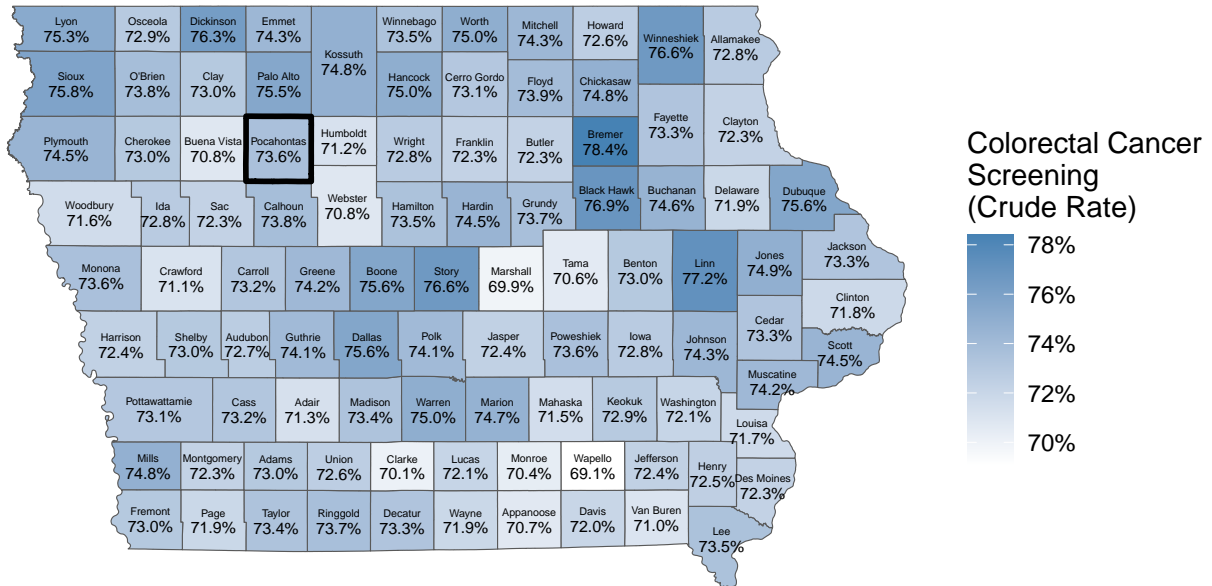 Lyon
75.3%
Osceola
72.9%
Dickinson
76.3%
Emmet
74.3%
Kossuth
74.8%
Winnebago
73.5%
Worth
75.0%
Mitchell
74.3%
Howard
72.6%
Winneshiek
76.6%
Allamakee
72.8%
Sioux
75.8%
O'Brien
73.8%
Clay
73.0%
Palo Alto
75.5%
Hancock
75.0%
Cerro Gordo
73.1%
Floyd
73.9%
Chickasaw
74.8%
Fayette
73.3%
Clayton
72.3%
Plymouth
74.5%
Cherokee
73.0%
Buena Vista
70.8%
Pocahontas
73.6%
Humboldt
71.2%
Wright
72.8%
Franklin
72.3%
Butler
72.3%
Bremer
78.4%
Woodbury
71.6%
Ida
72.8%
Sac
72.3%
Calhoun
73.8%
Webster
70.8%
Hamilton
73.5%
Hardin
74.5%
Grundy
73.7%
Black Hawk
76.9%
Buchanan
74.6%
Delaware
71.9%
Dubuque
75.6%
Monona
73.6%
Crawford
71.1%
Carroll
73.2%
Greene
74.2%
Boone
75.6%
Story
76.6%
Marshall
69.9%
Tama
70.6%
Benton
73.0%
Linn
77.2%
Jones
74.9%
Jackson
73.3%
Clinton
71.8%
Harrison
72.4%
Shelby
73.0%
Audubon
72.7%
Guthrie
74.1%
Dallas
75.6%
Polk
74.1%
Jasper
72.4%
Poweshiek
73.6%
Iowa
72.8%
Johnson
74.3%
Cedar
73.3%
Scott
74.5%
Muscatine
74.2%
Pottawattamie
73.1%
Cass
73.2%
Adair
71.3%
Madison
73.4%
Warren
75.0%
Marion
74.7%
Mahaska
71.5%
Keokuk
72.9%
Washington
72.1%
Louisa
71.7%
Mills
74.8%
Montgomery
72.3%
Adams
73.0%
Union
72.6%
Clarke
70.1%
Lucas
72.1%
Monroe
70.4%
Wapello
69.1%
Jefferson
72.4%
Henry
72.5%
Des Moines
72.3%
Fremont
73.0%
Page
71.9%
Taylor
73.4%
Ringgold
73.7%
Decatur
73.3%
Wayne
71.9%
Appanoose
70.7%
Davis
72.0%
Van Buren
71.0%
Lee
73.5%
Colorectal Cancer
Screening
(Crude Rate)
78%
76%
74%
72%
70%